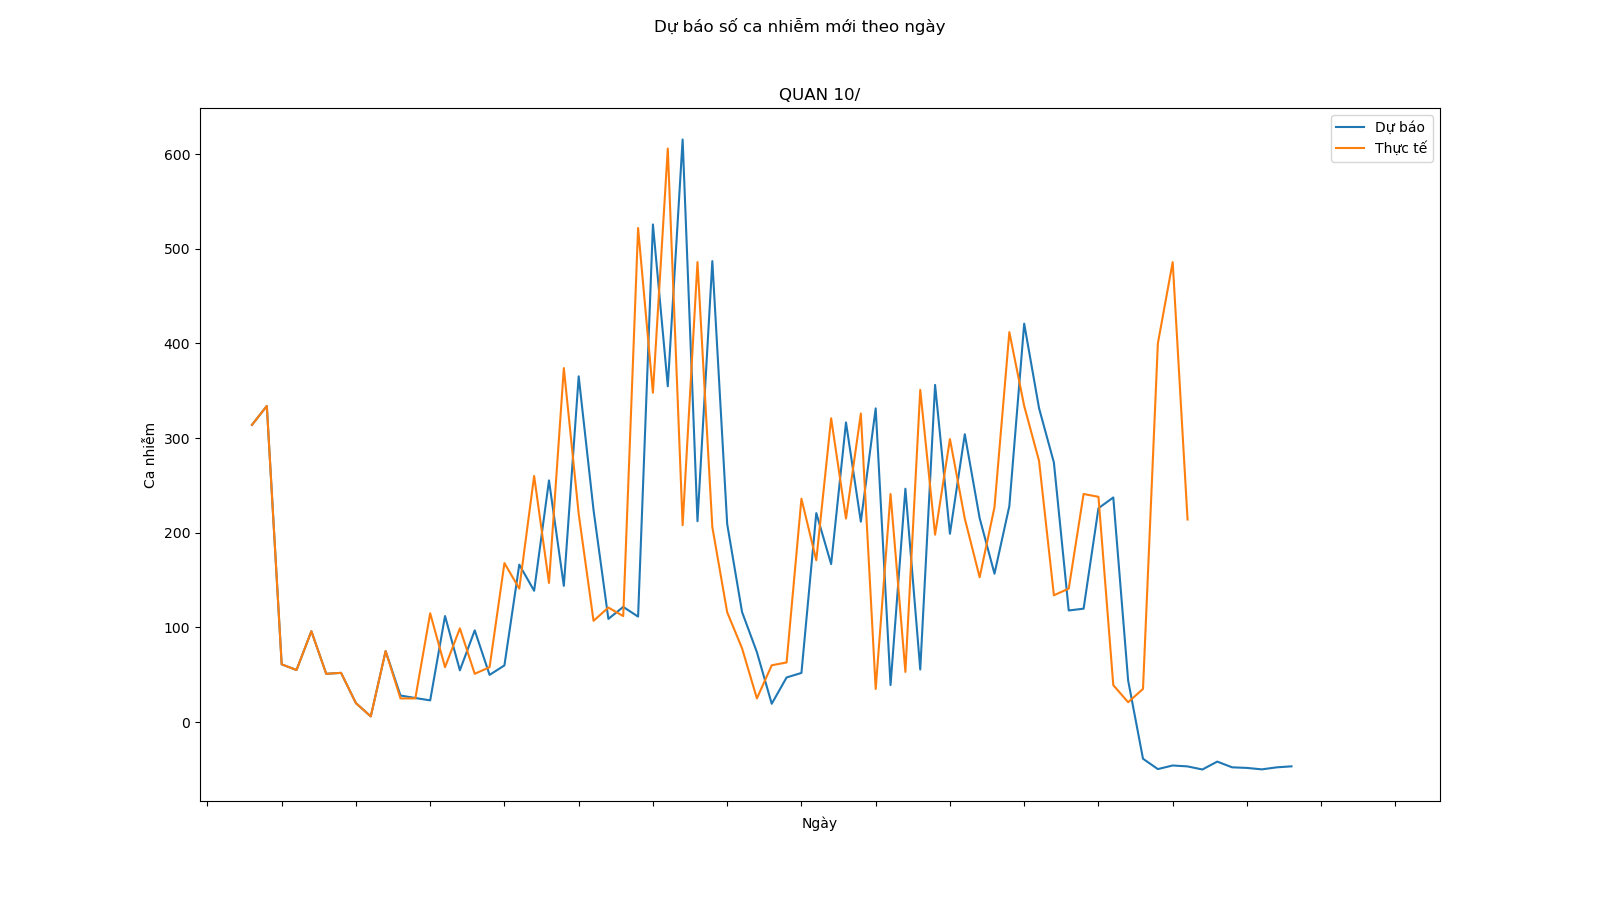 Dự báo số ca nhiễm mới theo ngày
QUAN 10/
Dự báo
Thực tế
600
500
400
300
200
100
0
Ca nhiễm
Ngày